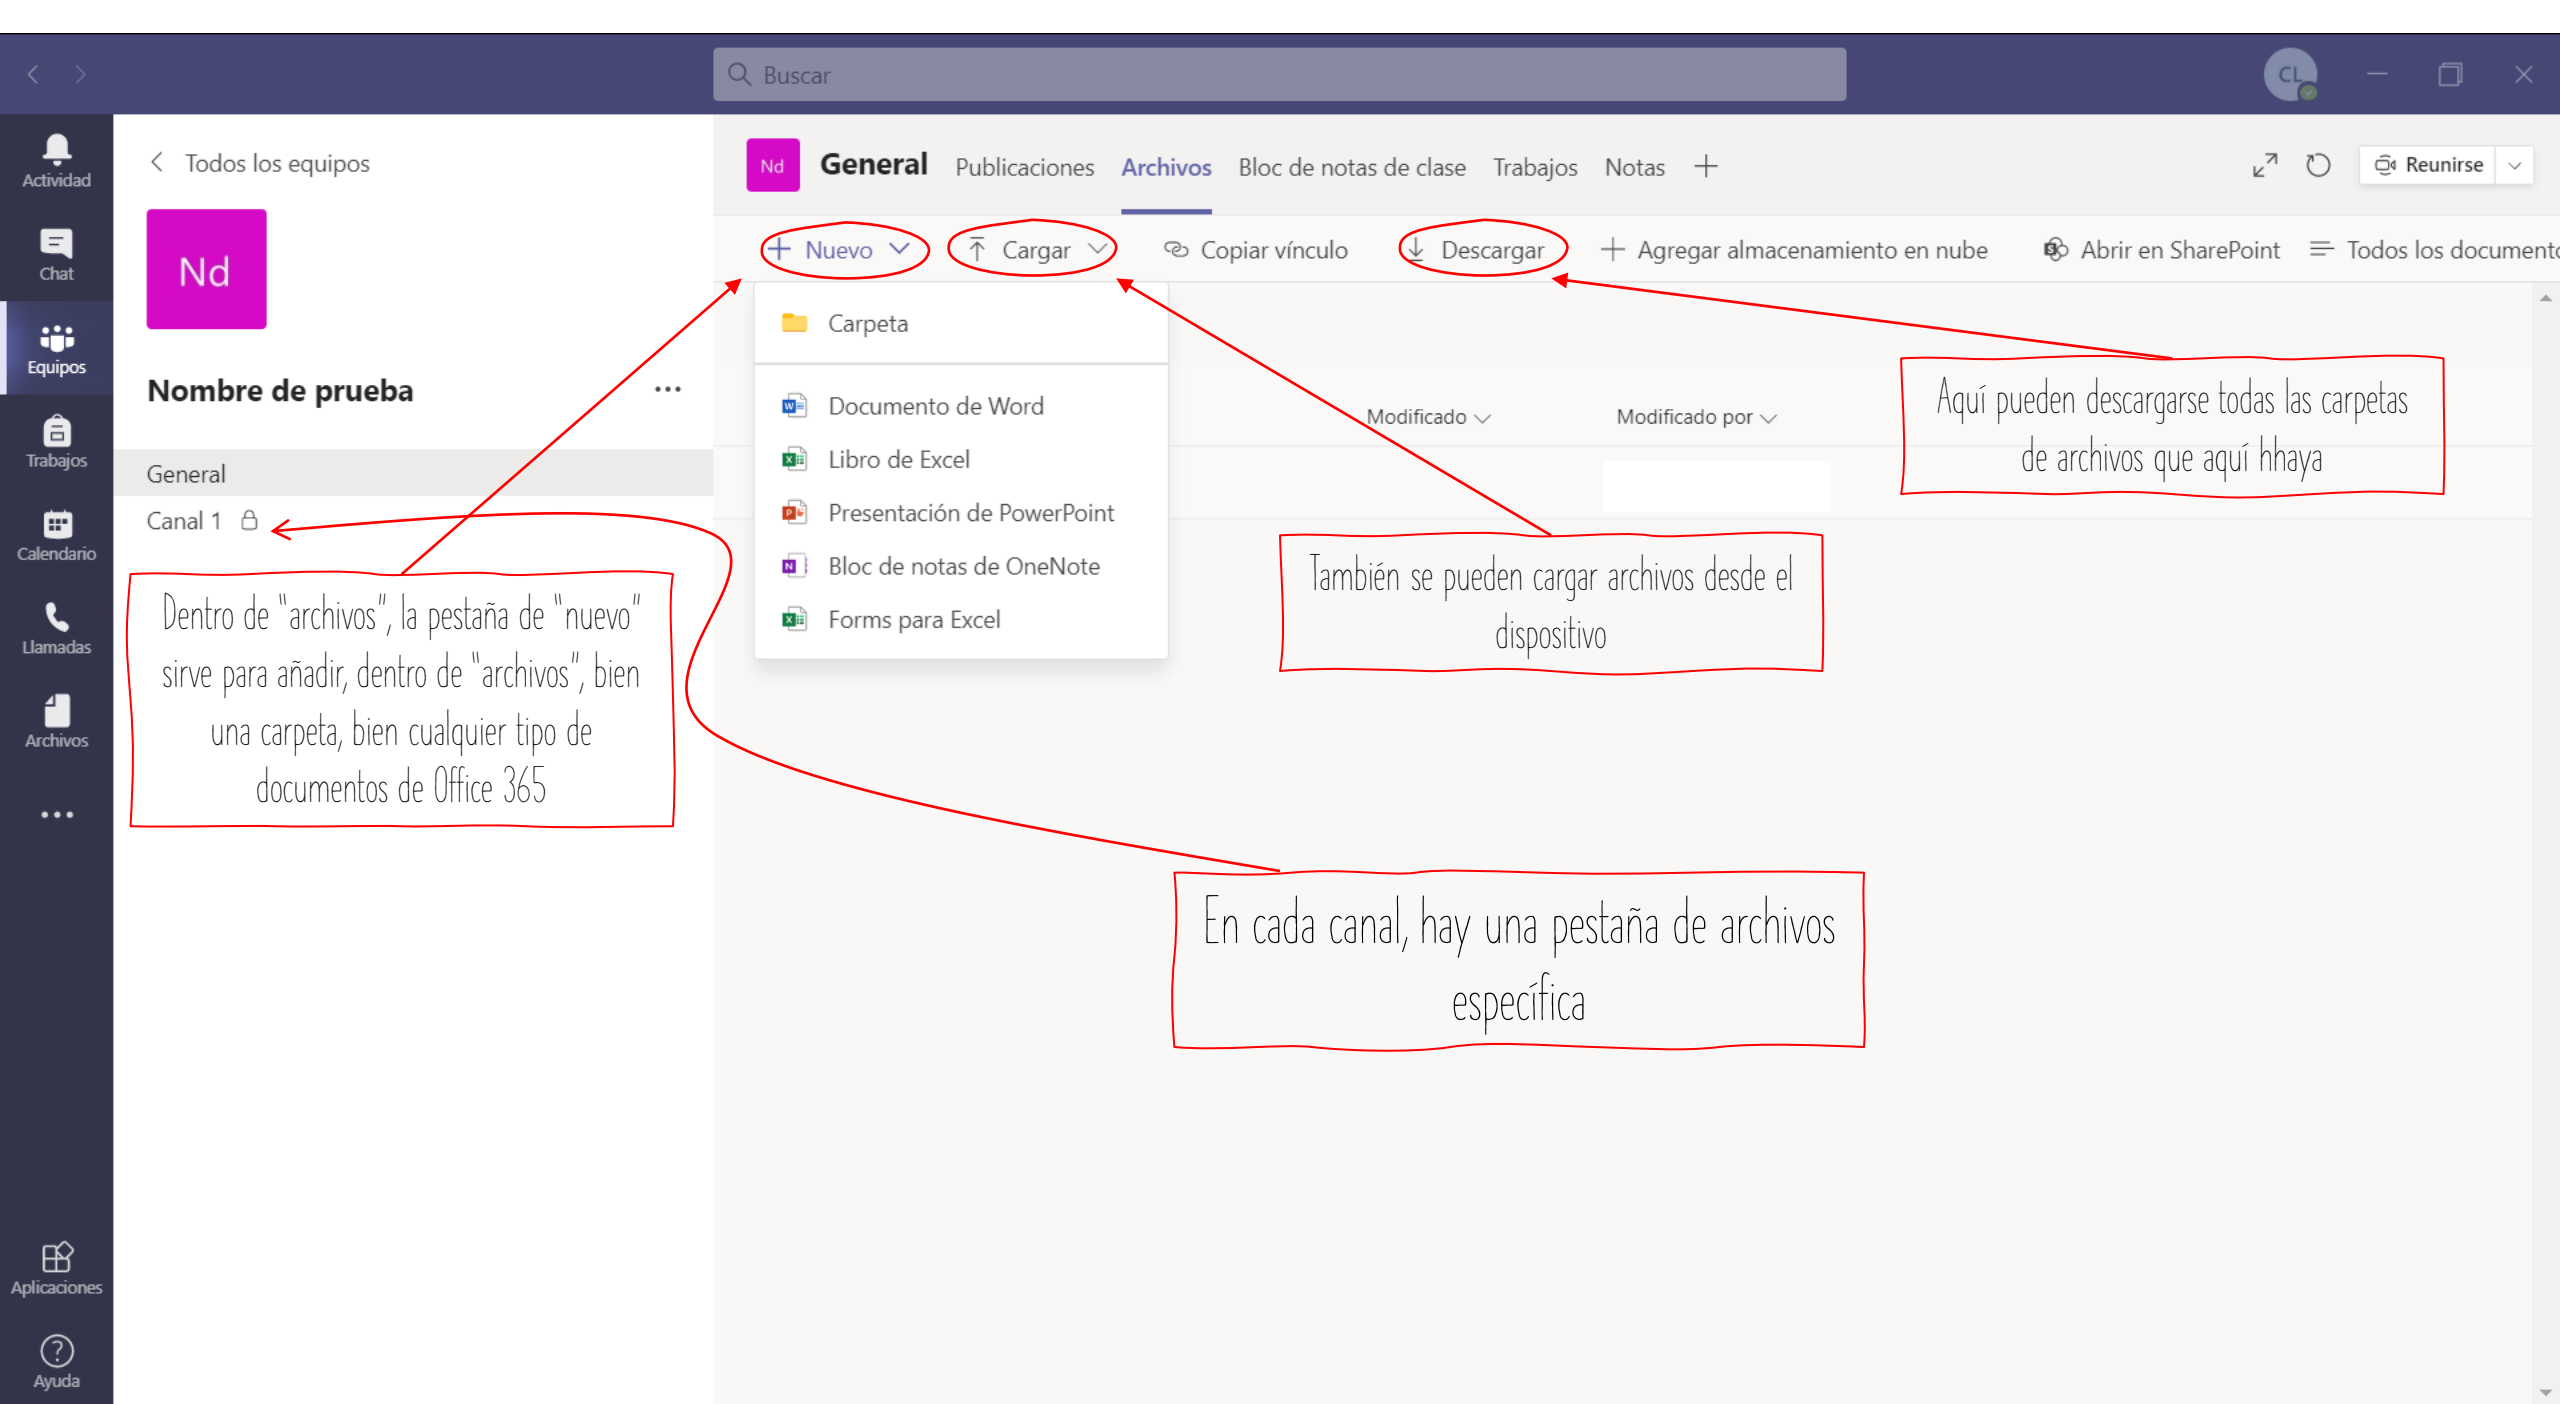 Buscar
CL
Actividad
Chat
Equipos
Trabajos
Calendario
Llamadas
Archivos
Aplicaciones
Ayuda
Todos los equipos
Nd
Nombre de prueba
General
Canal 1
Nd General Publicaciones Archivos Bloc de notas de clase Trabajos Notas
Reunirse
Nuevo Cargar Copiar vínculo Descargar Agregar almacenamiento en nube Abrir en SharePoint Todos los documento
Carpeta
Documento de Word
Libro de Excel
Presentación de PowerPoint
Bloc de notas de OneNote
Forms para Excel
Modificado Modificado por
Aquí pueden descargarse todas las carpetas
de archivos que aquí hhaya
También se pueden cargar archivos desde el
dispositivo
Dentro de "archivos", la pestaña de "nuevo"
sirve para añadir, dentro de "archivos", bien
una carpeta, bien cualquier tipo de
documentos de Office 365
En cada canal, hay una pestaña de archivos
específica